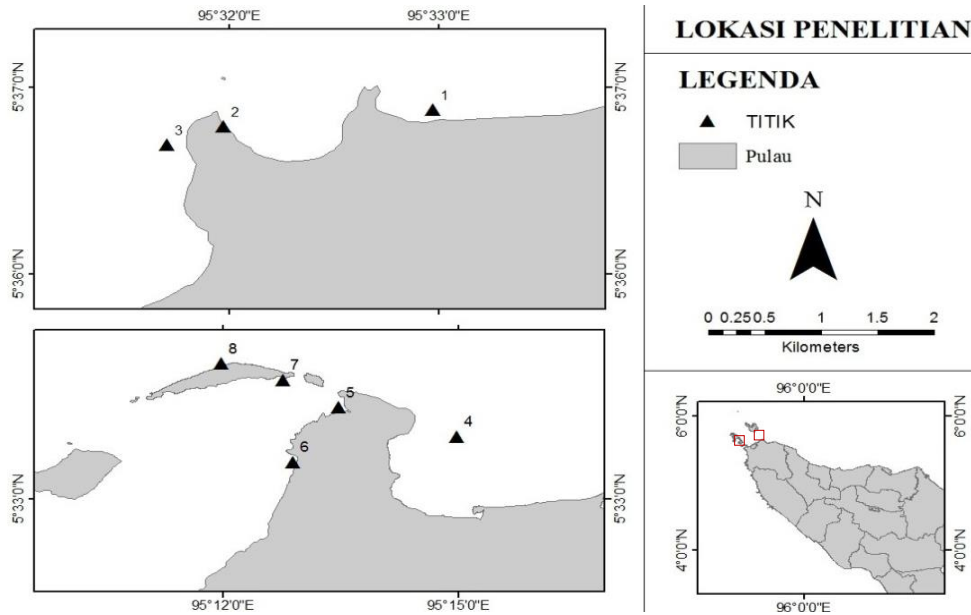 95°32'0"E 95°33'0"E
5°37'0"N 5°37'0"N
1
2
3
5°36'0"N 5°36'0"N
8
7
5
4
6
5°33'0"N 5°33'0"N
95°12'0"E 95°15'0"E
LOKASI PENELITIAN
LEGENDA
TITIK
Pulau
N
0 0.25 0.5 1 1.5 2
Kilometers
96°0'0"E
6°0'0"N 6°0'0"N
4°0'0"N 4°0'0"N
96°0'0"E